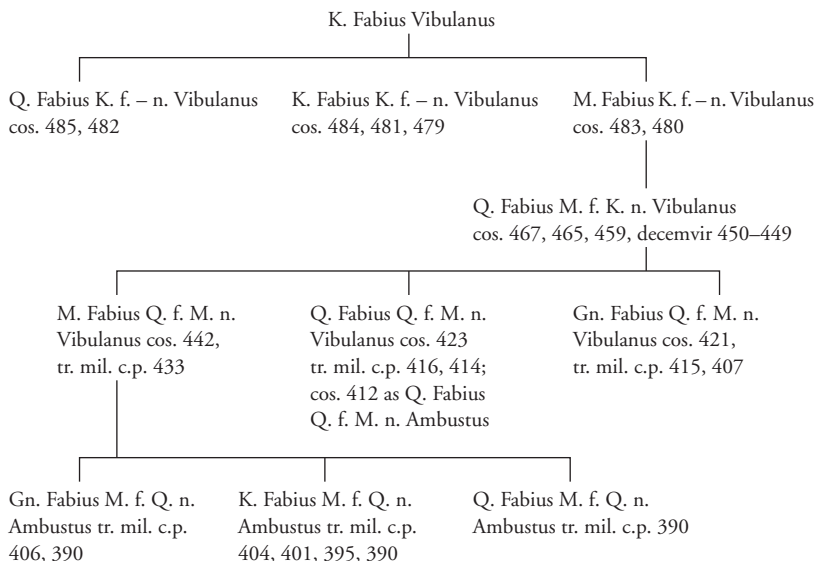 K. Fabius Vibulanus
Q. Fabius K. f. – n. Vibulanus
cos. 485, 482
K. Fabius K. f. – n. Vibulanus
cos. 484, 481, 479
M. Fabius K. f. – n. Vibulanus
cos. 483, 480
Q. Fabius M. f. K. n. Vibulanus
cos. 467, 465, 459, decemvir 450–449
M. Fabius Q. f. M. n.
Vibulanus cos. 442,
tr. mil. c.p. 433
Q. Fabius Q. f. M. n.
Vibulanus cos. 423
tr. mil. c.p. 416, 414;
cos. 412 as Q. Fabius
Q. f. M. n. Ambustus
Gn. Fabius Q. f. M. n.
Vibulanus cos. 421,
tr. mil. c.p. 415, 407
Gn. Fabius M. f. Q. n.
Ambustus tr. mil. c.p.
406, 390
K. Fabius M. f. Q. n.
Ambustus tr. mil. c.p.
404, 401, 395, 390
Q. Fabius M. f. Q. n.
Ambustus tr. mil. c.p. 390